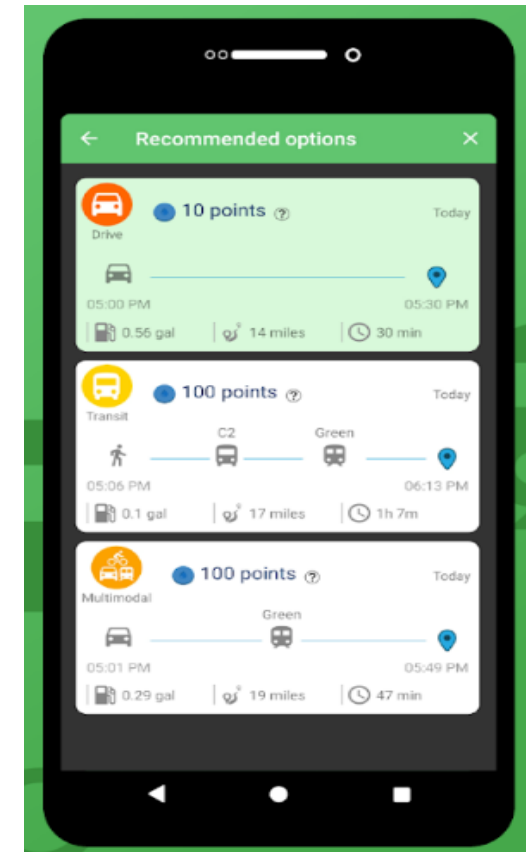 Recommended options
10 points ?
Today
Drive
05:00 PM 05:30 PM
0.56 gal 14 miles 30 min
100 points ?
Today
Transit
C2 Green
05:06 PM 06:13 PM
0.1 gal 17 miles 1h 7m
100 points ?
Today
Multimodal
Green
05:01 PM 05:49 PM
0.29 gal 19 miles 47 min